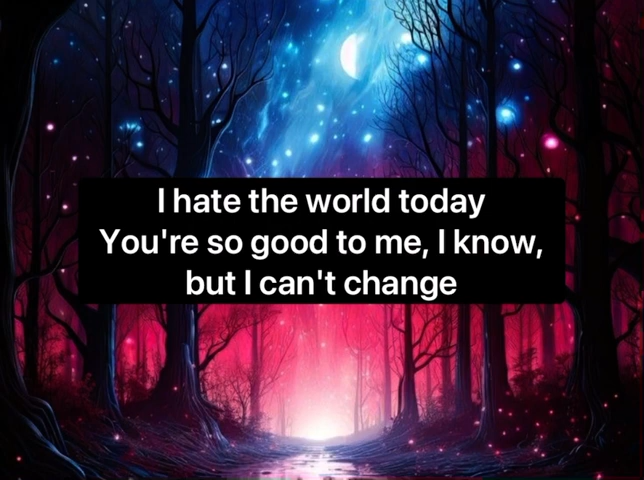 I hate the world today
You're so good to me, I know,
but I can't change